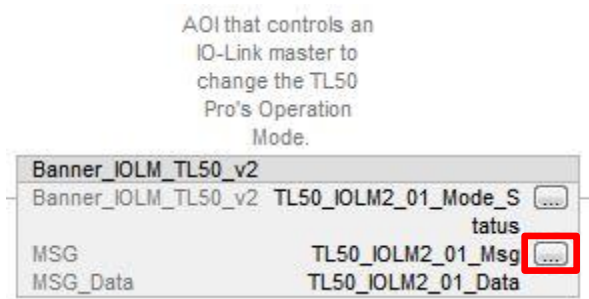 AOI that controls an
IO-Link master to
change the TL50
Pro's Operation
Mode.
Banner_IOLM_TL50_v2
Banner_IOLM_TL50_v2 TL50_IOLM2_01_Mode_S ...
tatus
MSG TL50_IOLM2_01_Msg ...
MSG_Data TL50_IOLM2_01_Data